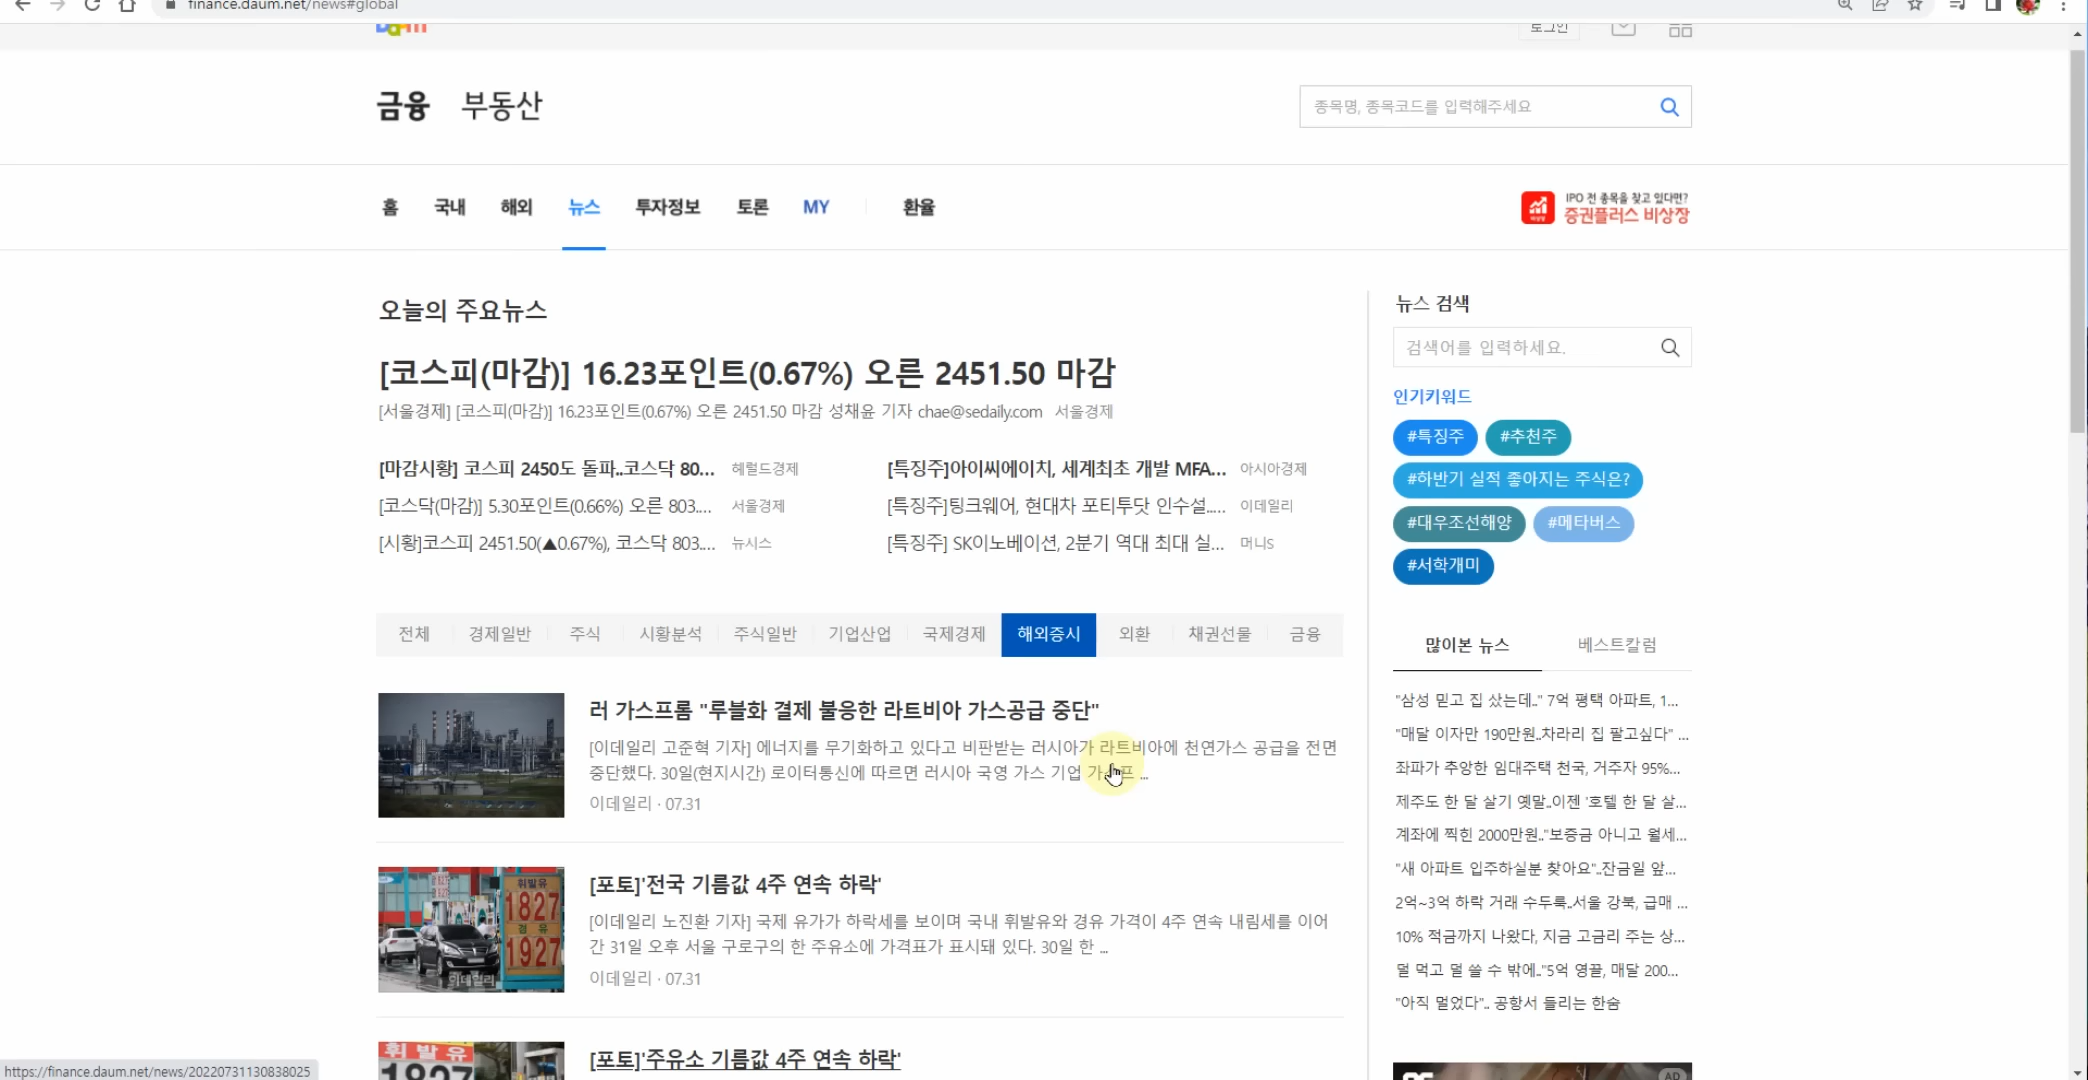 finance.daum.net/news#global
로그인
금융 부동산
종목명, 종목코드를 입력해주세요
홈 국내 해외 뉴스 투자정보 토론 MY 환율
IPO 전 종목을 찾고 있다면?
증권플러스 비상장
오늘의 주요뉴스
[코스피(마감)] 16.23포인트(0.67%) 오른 2451.50 마감
[서울경제] [코스피(마감)] 16.23포인트(0.67%) 오른 2451.50 마감 성채윤 기자 chae@sedaily.com 서울경제
[마감시황] 코스피 2450도 돌파..코스닥 80... 헤럴드경제
[특징주]아이씨에이치, 세계최초 개발 MFA... 아시아경제
[코스닥(마감)] 5.30포인트(0.66%) 오른 803.... 서울경제
[특징주]팅크웨어, 현대차 포티투닷 인수설..... 이데일리
[시황]코스피 2451.50(▲0.67%), 코스닥 803.... 뉴시스
[특징주] SK이노베이션, 2분기 역대 최대 실... 머니S
전체 경제일반 주식 시황분석 주식일반 기업산업 국제경제 해외증시 외환 채권선물 금융
러 가스프롬 "루블화 결제 불응한 라트비아 가스공급 중단"
[이데일리 고준혁 기자] 에너지를 무기화하고 있다고 비판받는 러시아가 라트비아에 천연가스 공급을 전면
중단했다. 30일(현지시간) 로이터통신에 따르면 러시아 국영 가스 기업 가스프 ...
이데일리 · 07.31
휘발유
1827
경유
1927
이데일리
[포토]'전국 기름값 4주 연속 하락'
[이데일리 노진환 기자] 국제 유가가 하락세를 보이며 국내 휘발유와 경유 가격이 4주 연속 내림세를 이어
간 31일 오후 서울 구로구의 한 주유소에 가격표가 표시돼 있다. 30일 한 ...
이데일리 · 07.31
휘발유
1827
[포토]'주유소 기름값 4주 연속 하락'
뉴스 검색
검색어를 입력하세요.
인기키워드
#특징주 #추천주
#하반기 실적 좋아지는 주식은?
#대우조선해양 #메타버스
#서학개미
많이본 뉴스 베스트칼럼
"삼성 믿고 집 샀는데.." 7억 평택 아파트, 1...
"매달 이자만 190만원..차라리 집 팔고싶다" ...
좌파가 추앙한 임대주택 천국, 거주자 95%...
제주도 한 달 살기 옛말..이젠 '호텔 한 달 살...
계좌에 찍힌 2000만원.."보증금 아니고 월세...
"새 아파트 입주하실분 찾아요"..잔금일 앞...
2억~3억 하락 거래 수두룩..서울 강북, 급매 ...
10% 적금까지 나왔다, 지금 고금리 주는 상...
덜 먹고 덜 쓸 수 밖에.."5억 영끌, 매달 200...
"아직 멀었다".. 공항서 들리는 한숨
AD
https://finance.daum.net/news/20220731130838025